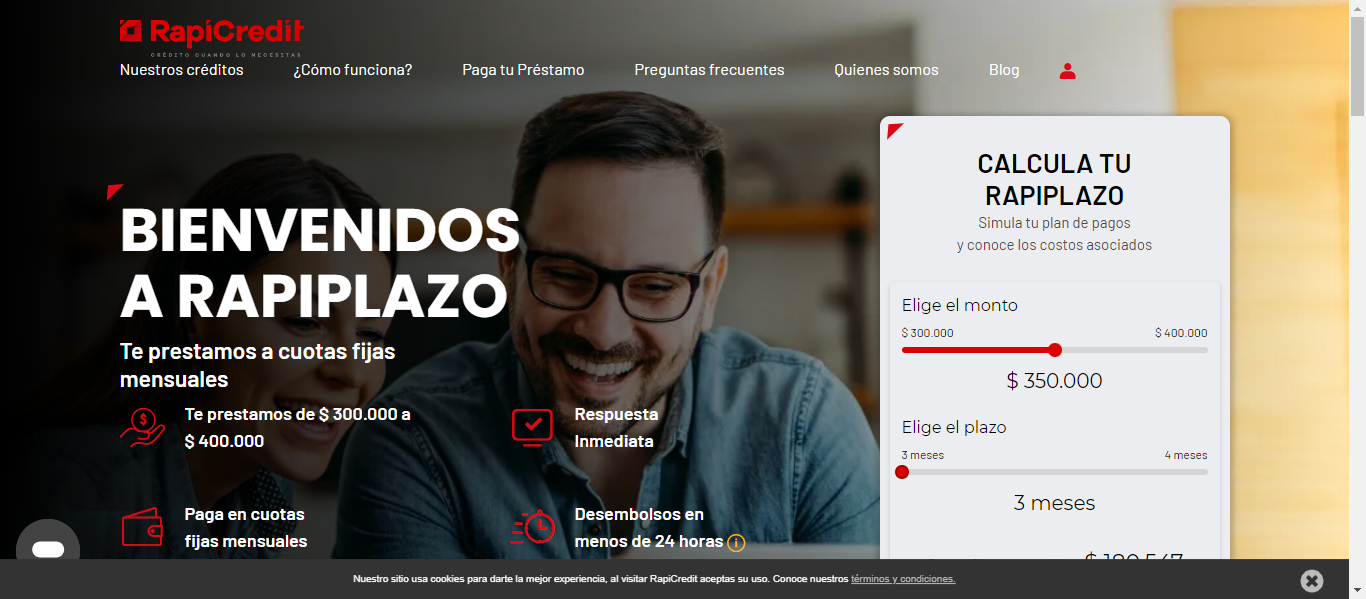 RapiCredit
CRÉDITO CUANDO LO NECESITAS
Nuestros créditos
¿Cómo funciona?
Paga tu Préstamo
Preguntas frecuentes
Quienes somos
Blog
BIENVENIDOS
A RAPIPLAZO
Te prestamos a cuotas fijas
mensuales
Te prestamos de $ 300.000 a
$ 400.000
Respuesta
Inmediata
Paga en cuotas
fijas mensuales
Desembolsos en
menos de 24 horas
CALCULA TU
RAPIPLAZO
Simula tu plan de pagos
y conoce los costos asociados
Elige el monto
$ 300.000
$ 400.000
$ 350.000
Elige el plazo
3 meses
4 meses
3 meses
Nuestro sitio usa cookies para darte la mejor experiencia, al visitar RapiCredit aceptas su uso. Conoce nuestros términos y condiciones.